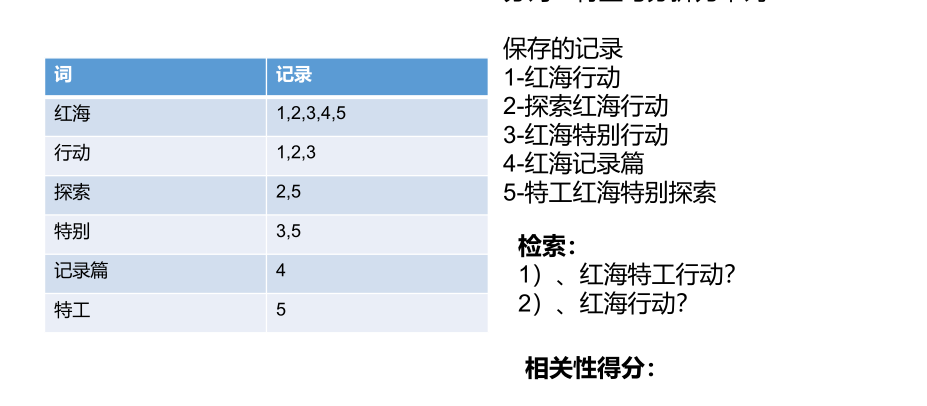 词 记录
红海 1,2,3,4,5
行动 1,2,3
探索 2,5
特别 3,5
记录篇 4
特工 5
保存的记录
1-红海行动
2-探索红海行动
3-红海特别行动
4-红海记录篇
5-特工红海特别探索
检索：
1）、红海特工行动？
2）、红海行动？
相关性得分：